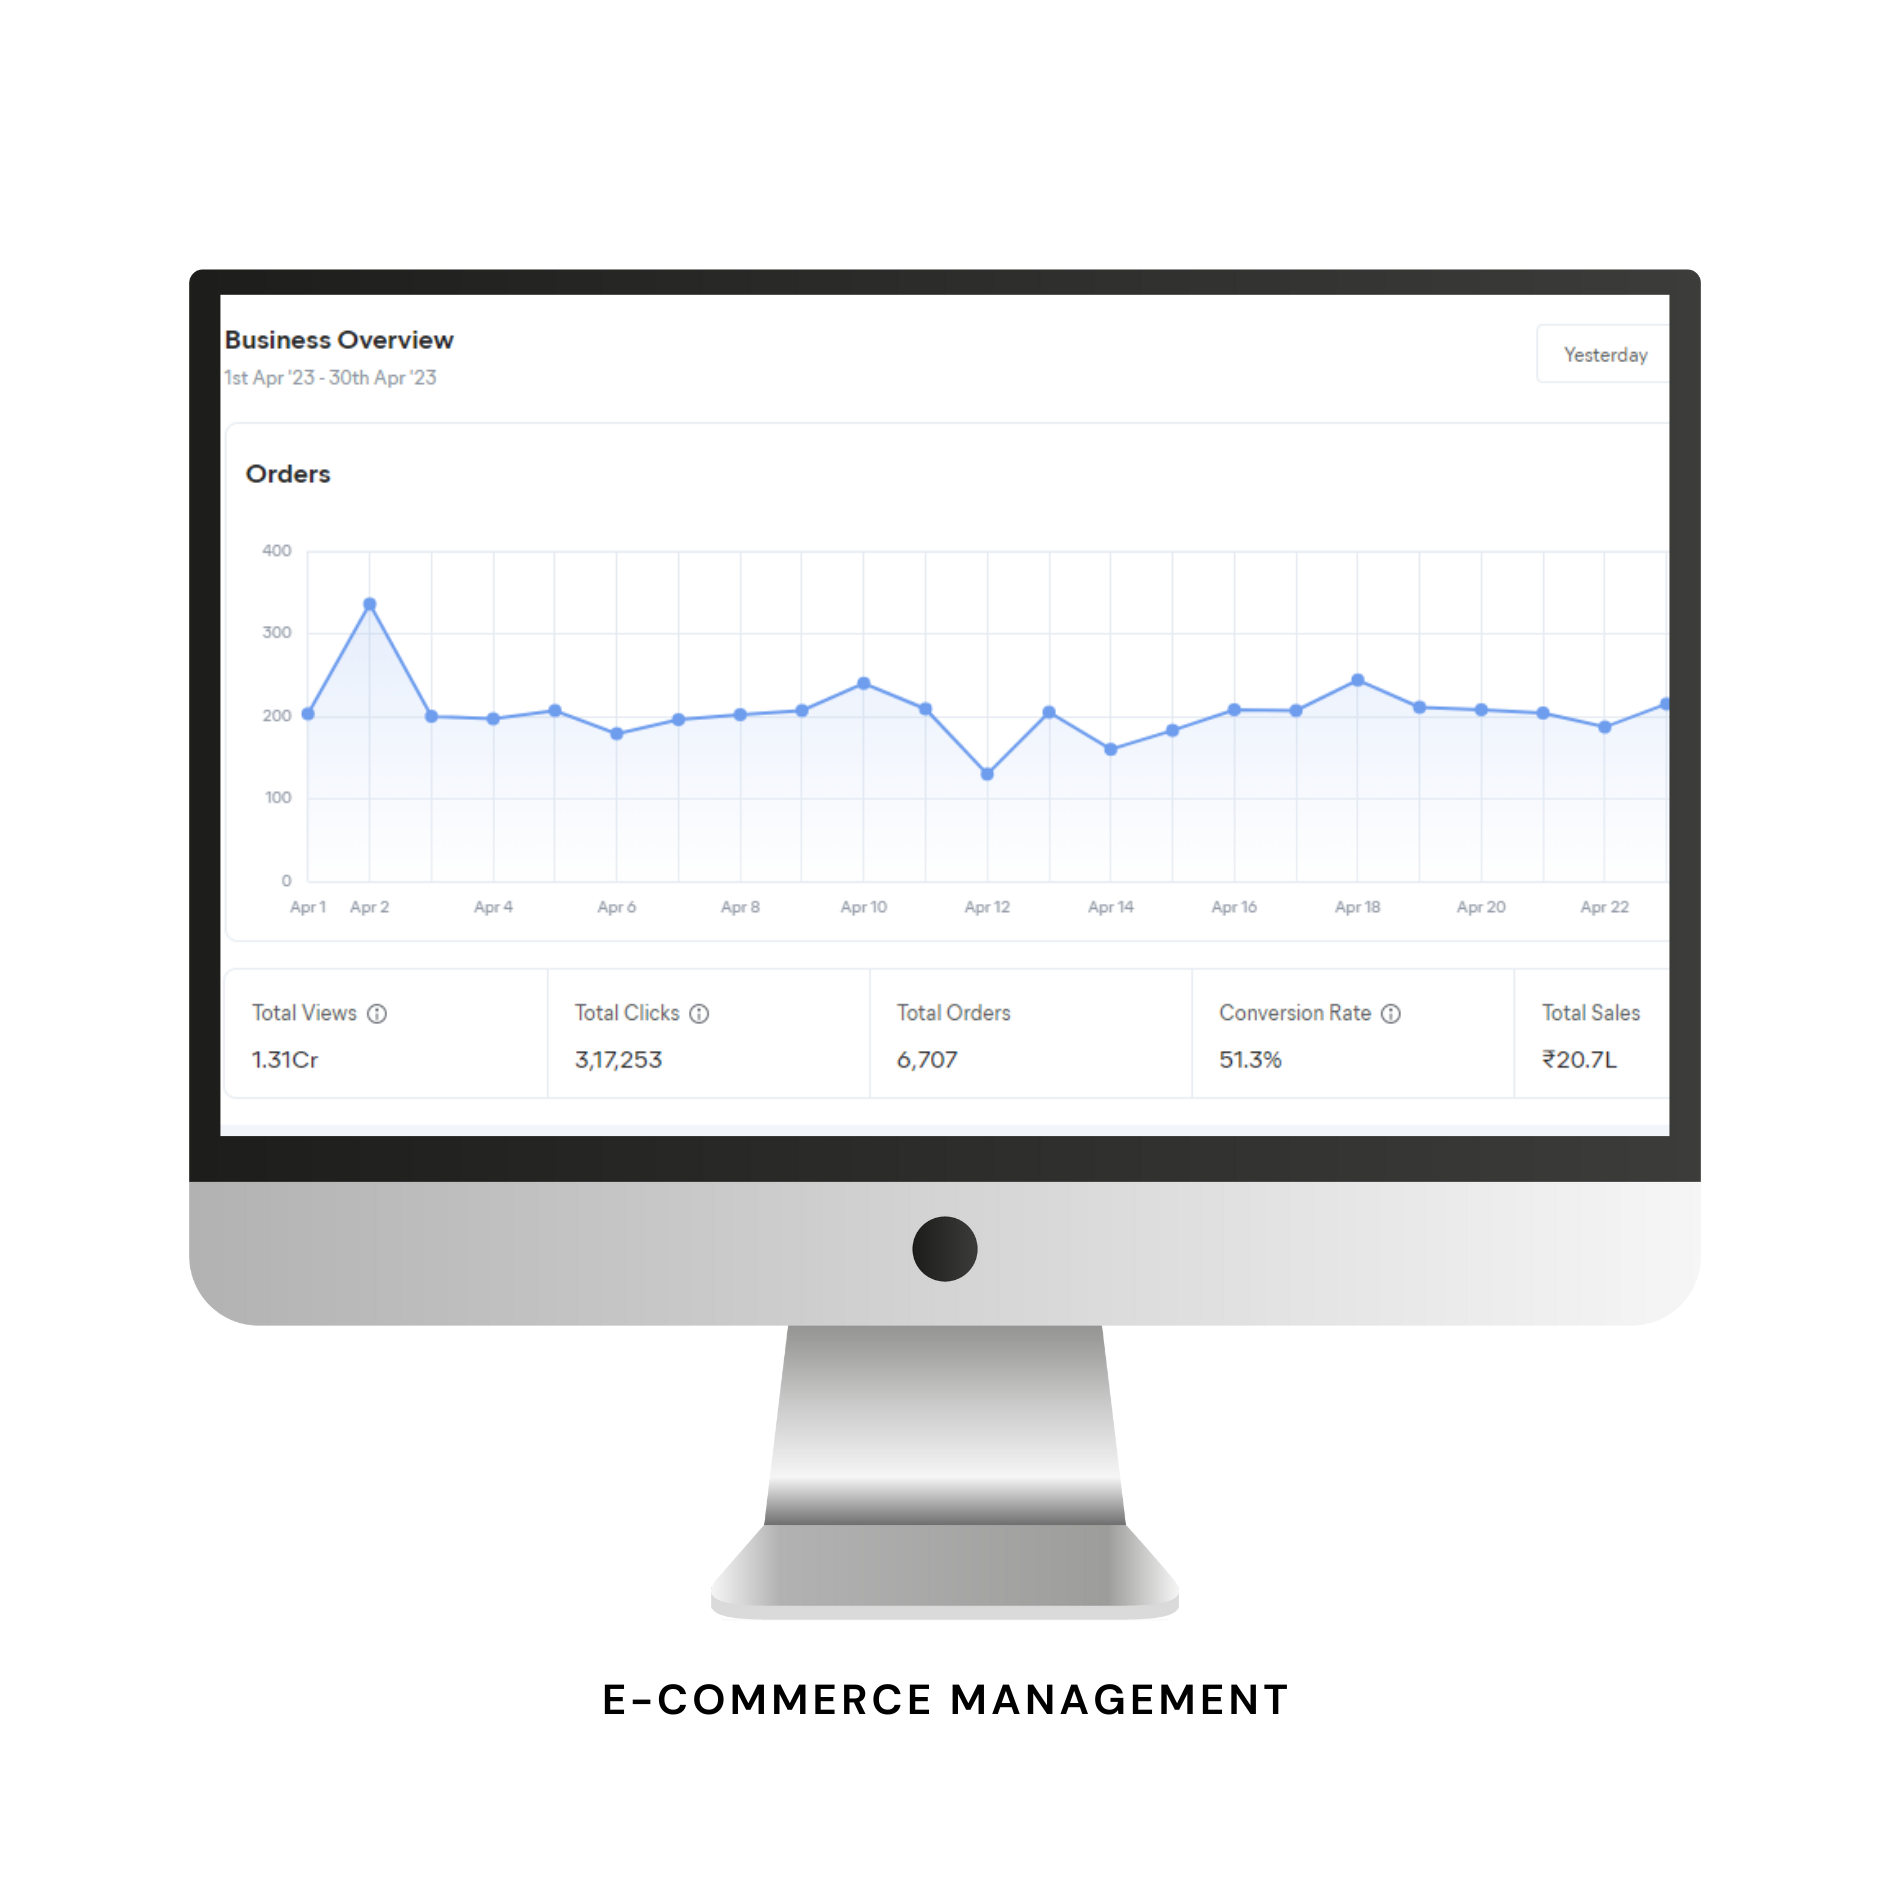 Business Overview
1st Apr '23 - 30th Apr '23
Yesterday
Orders
400
300
200
100
0
Apr 1 Apr 2 Apr 4 Apr 6 Apr 8 Apr 10 Apr 12 Apr 14 Apr 16 Apr 18 Apr 20 Apr 22
Total Views Total Clicks Total Orders Conversion Rate Total Sales
1.31Cr 3,17,253 6,707 51.3% ₹20.7L
E-COMMERCE MANAGEMENT